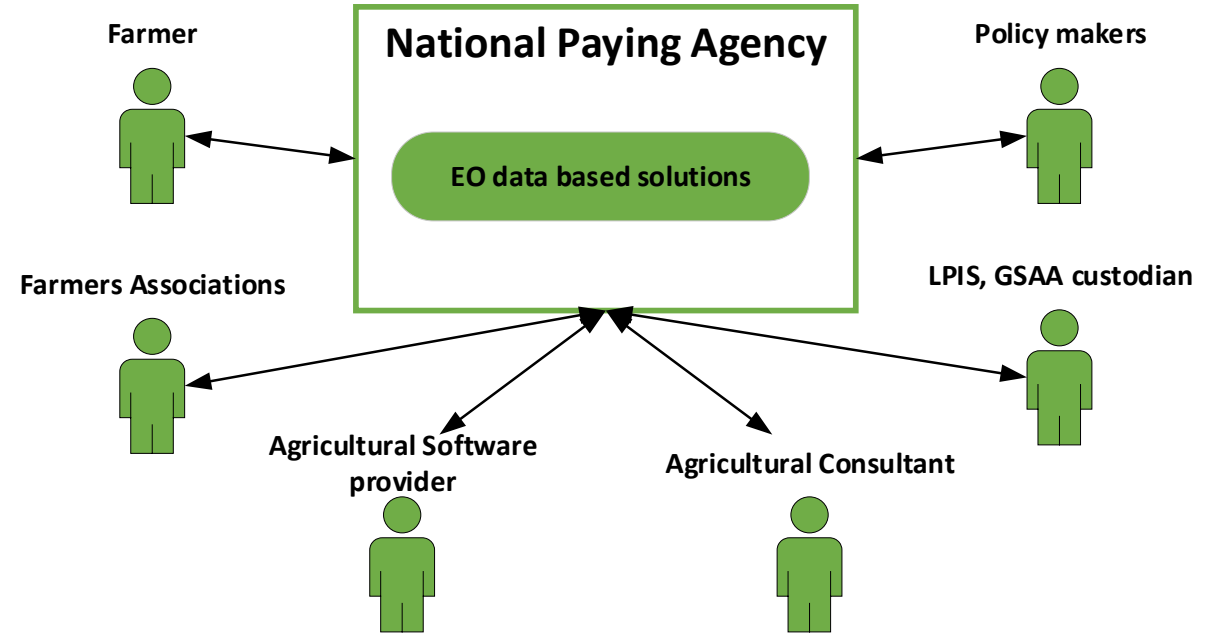 Farmer
National Paying Agency
Policy makers
EO data based solutions
Farmers Associations
LPIS, GSAA custodian
Agricultural Software
provider
Agricultural Consultant